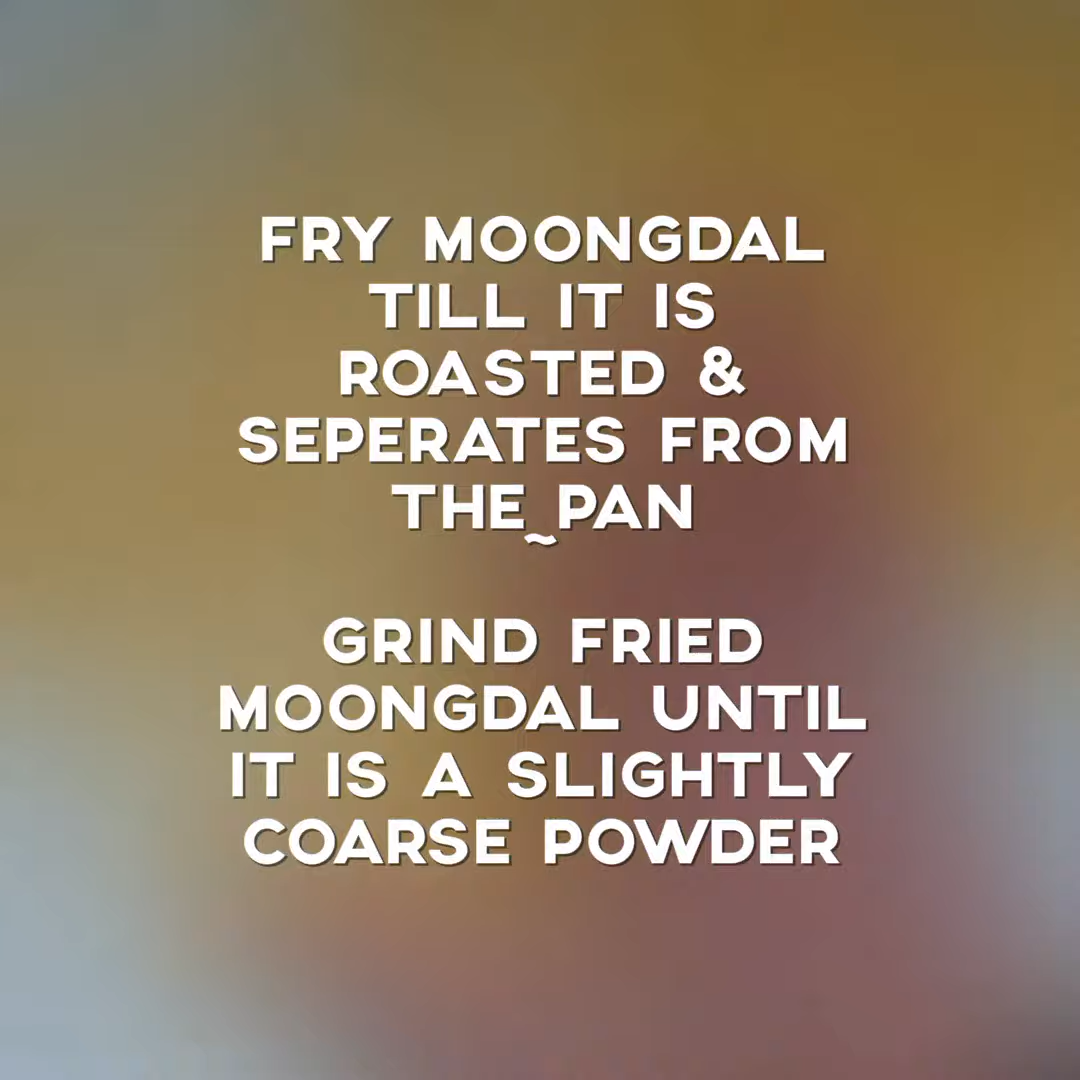 FRY MOONGDAL
TILL IT IS
ROASTED &
SEPERATES FROM
THE PAN
~
GRIND FRIED
MOONGDAL UNTIL
IT IS A SLIGHTLY
COARSE POWDER